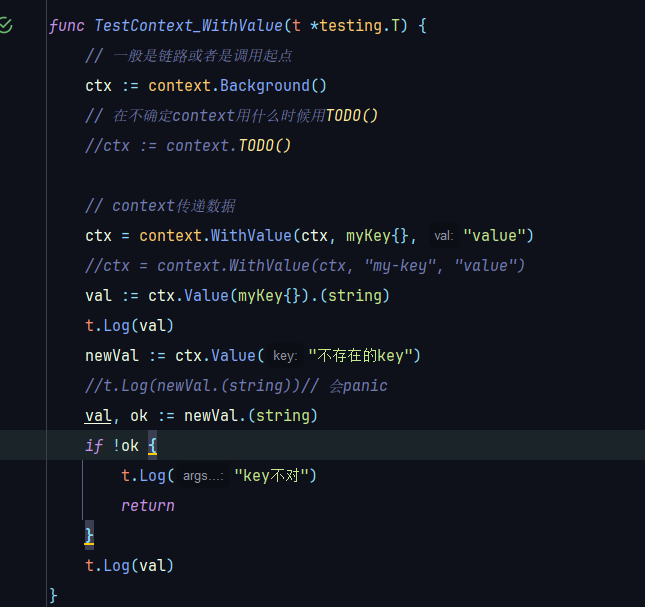 func TestContext_WithValue(t *testing.T) {
// 一般是链路或者是调用起点
ctx := context.Background()
// 在不确定context用什么时候用TODO()
//ctx := context.TODO()
// context传递数据
ctx = context.WithValue(ctx, myKey{}, val: "value")
//ctx = context.WithValue(ctx, "my-key", "value")
val := ctx.Value(myKey{}).(string)
t.Log(val)
newVal := ctx.Value( key: "不存在的key")
//t.Log(newVal.(string))// 会panic
val, ok := newVal.(string)
if !ok {
t.Log( args...: "key不对")
return
}
t.Log(val)
}